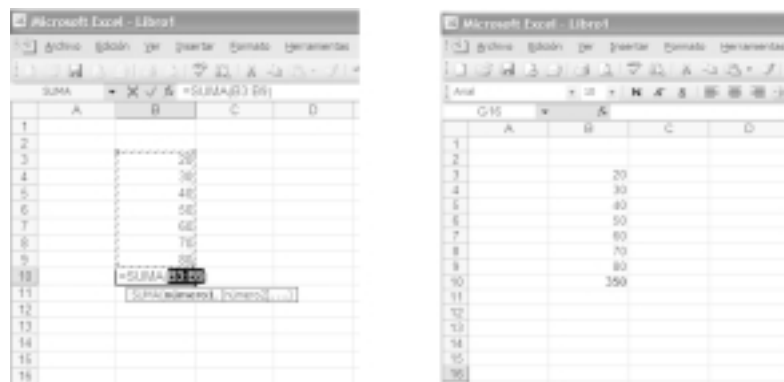 Microsoft Excel - Libro1
Archivo Edición Ver Insertar Formato Herramientas
SUMA =SUMA(B3:B9)
A B C D
1
2
3 20
4 30
5 40
6 50
7 60
8 70
9 80
10 =SUMA(B3:B9)
11 SUMA(número1; [número2]; ...)
12
13
14
15
16
Microsoft Excel - Libro1
Archivo Edición Ver Insertar Formato Herramientas
Arial 10 N K S
G16 fx
A B C D
1
2
3 20
4 30
5 40
6 50
7 60
8 70
9 80
10 350
11
12
13
14
15
16